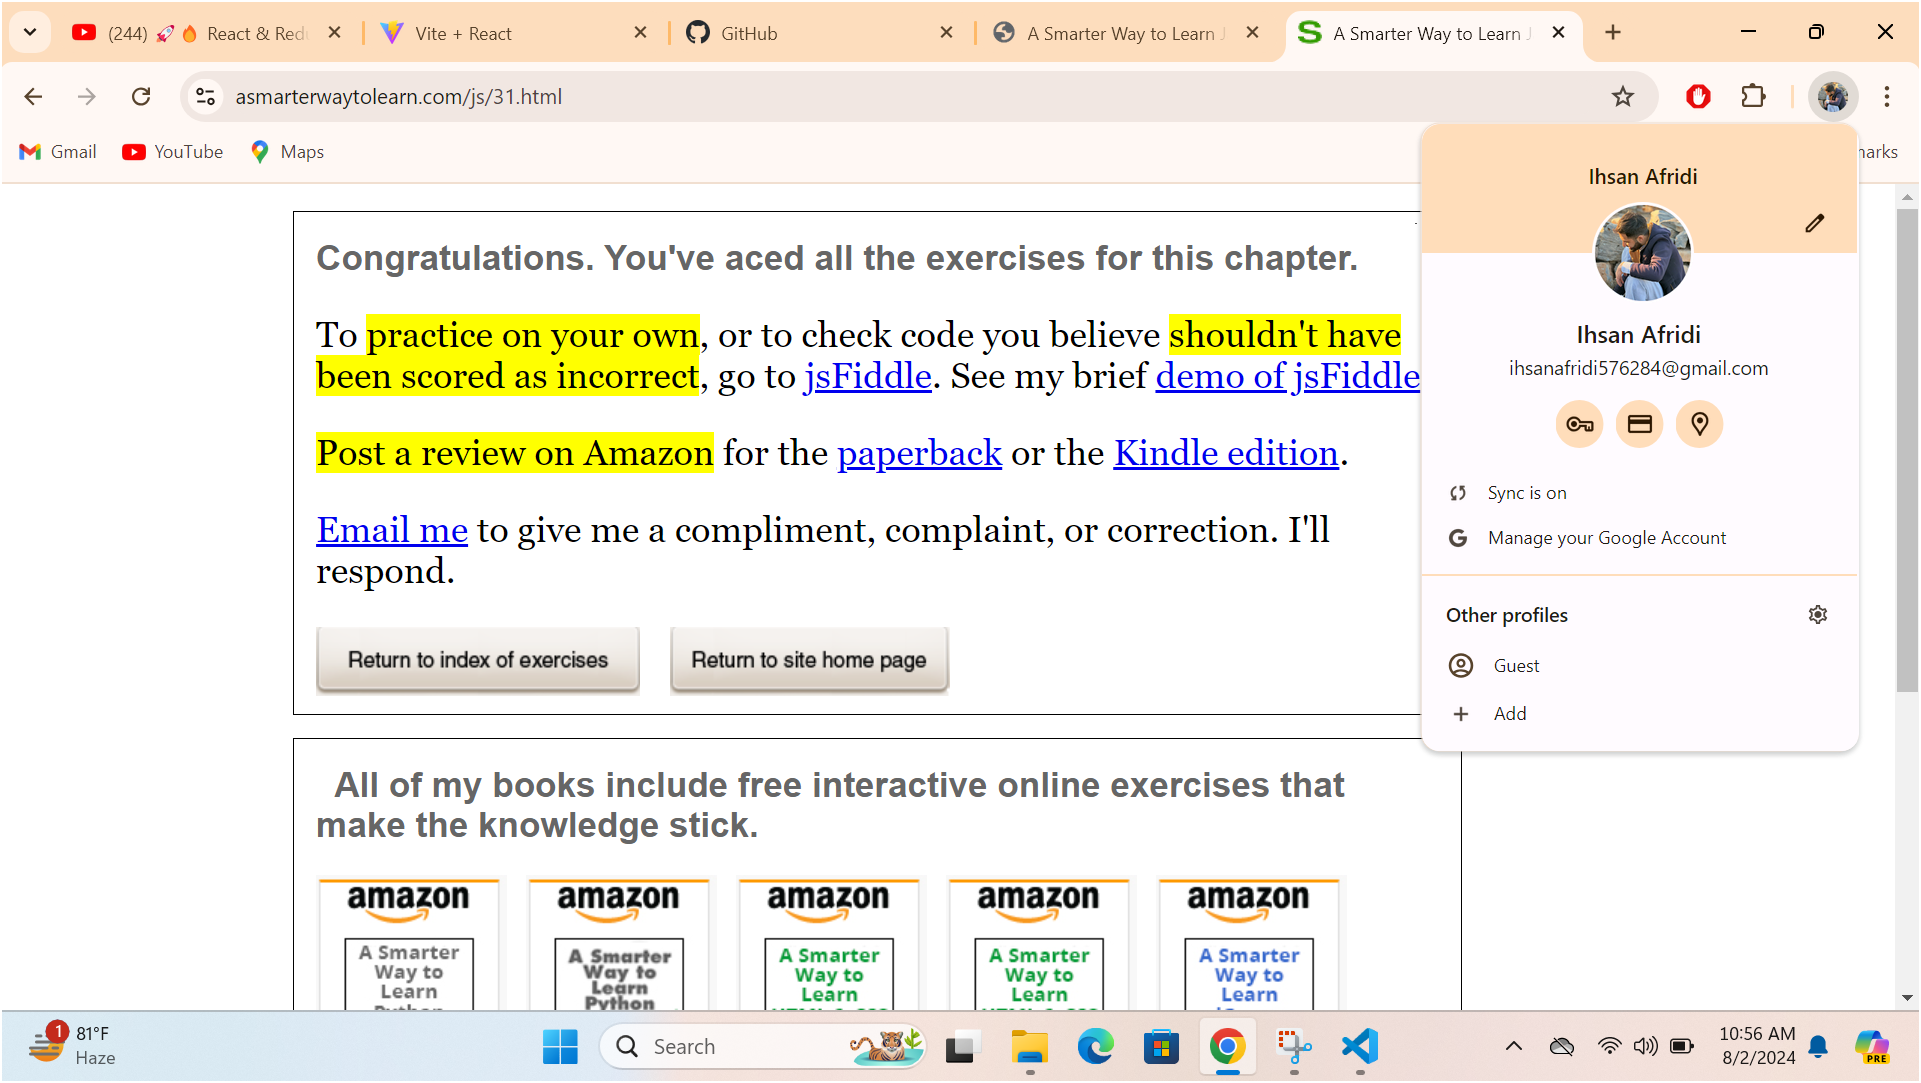 (244) 🚀🔥 React & Redu
Vite + React
GitHub
A Smarter Way to Learn J
A Smarter Way to Learn J
asmarterwaytolearn.com/js/31.html
Gmail
YouTube
Maps
marks
Ihsan Afridi
Ihsan Afridi
ihsanafridi576284@gmail.com
Sync is on
Manage your Google Account
Other profiles
Guest
Add
Congratulations. You've aced all the exercises for this chapter.
To practice on your own, or to check code you believe shouldn't have
been scored as incorrect, go to jsFiddle. See my brief demo of jsFiddle
Post a review on Amazon for the paperback or the Kindle edition.
Email me to give me a compliment, complaint, or correction. I'll
respond.
Return to index of exercises
Return to site home page
All of my books include free interactive online exercises that
make the knowledge stick.
amazon
A Smarter
Way to
Learn
Python
amazon
A Smarter
Way to
Learn
Python
amazon
A Smarter
Way to
Learn
HTML & CSS
amazon
A Smarter
Way to
Learn
HTML & CSS
amazon
A Smarter
Way to
Learn
1
81°F
Haze
Search
10:56 AM
8/2/2024
PRE